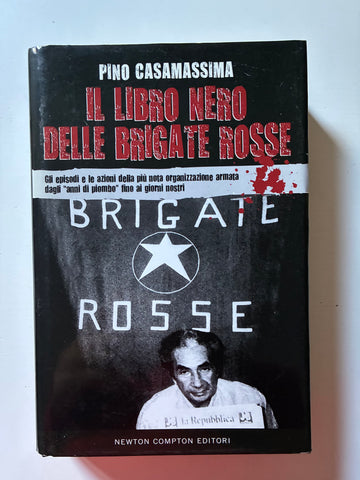 PINO CASAMASSIMA
IL LIBRO NERO
DELLE BRIGATE ROSSE
Gli episodi e le azioni della più nota organizzazione armata
dagli "anni di piombo" fino ai giorni nostri
BRIGATE
ROSSE
la Repubblica
NEWTON COMPTON EDITORI